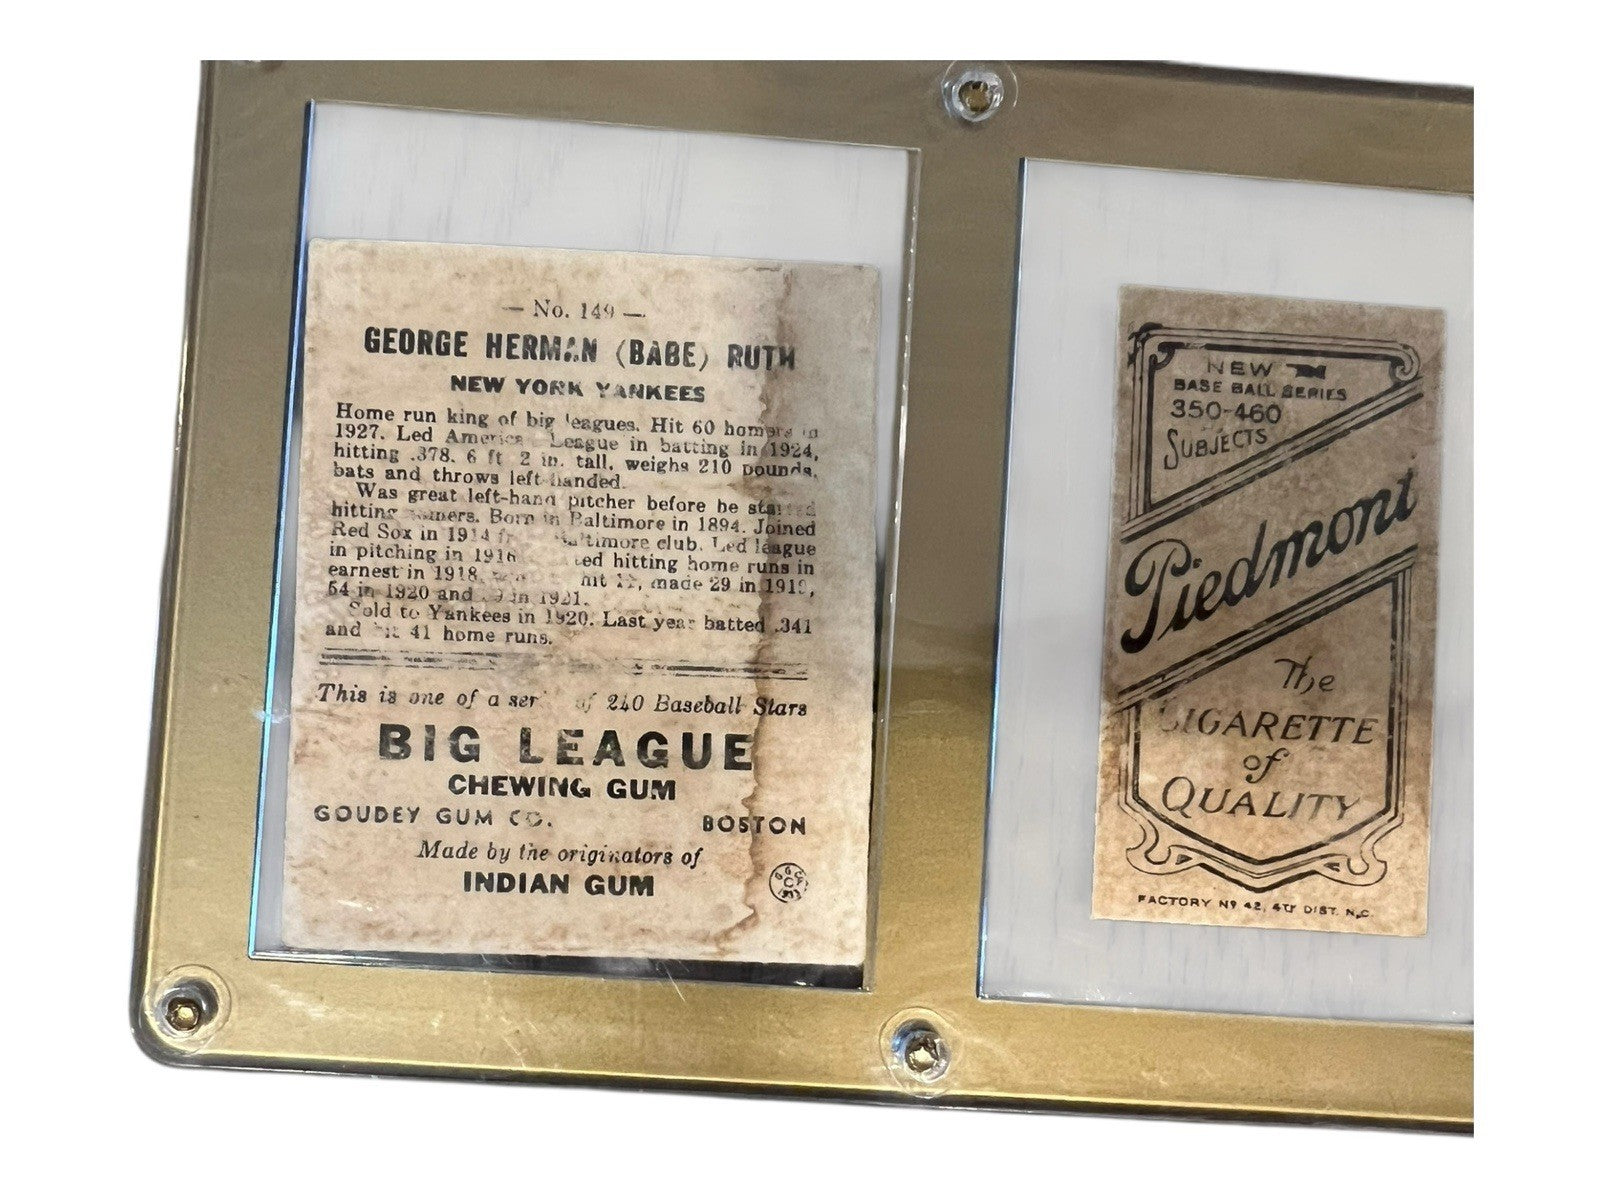 — No. 149 —
GEORGE HERMAN (BABE) RUTH
NEW YORK YANKEES
Home run king of big leagues. Hit 60 homers in
1927. Led America League in batting in 1924,
hitting .378. 6 ft 2 in. tall, weighs 210 pounds,
bats and throws left handed.
Was great left-hand pitcher before he started
hitting homers. Born in Baltimore in 1894. Joined
Red Sox in 1914 Baltimore club. Led league
in pitching in 1916 hitting home runs in
earnest in 1918, hit 11, made 29 in 1919,
54 in 1920 and 59 in 1921.
Sold to Yankees in 1920. Last year batted .341
and hit 41 home runs.
This is one of a of 240 Baseball Stars
BIG LEAGUE
CHEWING GUM
GOUDEY GUM CO. BOSTON
Made by the originators of
INDIAN GUM
NEW
BASE BALL SERIES
350-460
SUBJECTS
Piedmont
The
CIGARETTE
of
QUALITY
FACTORY Nº 42, 4TH DIST. N.C.